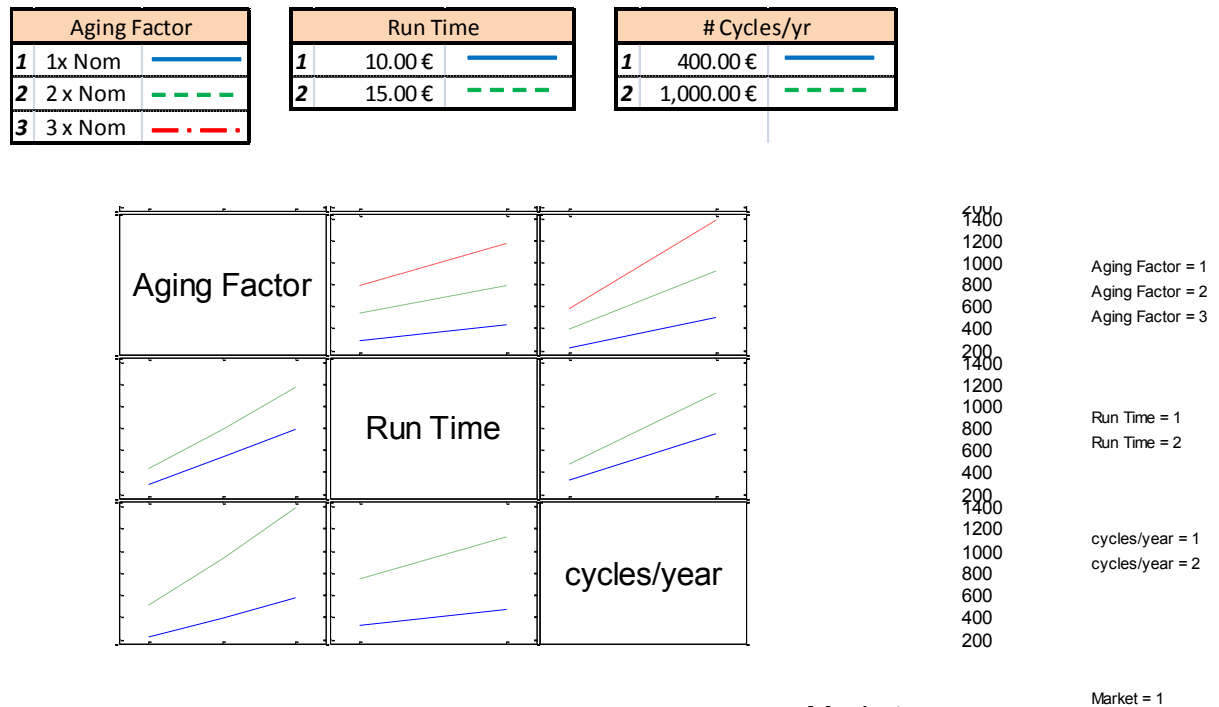 Aging Factor
1 1x Nom
2 2 x Nom
3 3 x Nom
Run Time
1 10.00 €
2 15.00 €
# Cycles/yr
1 400.00 €
2 1,000.00 €
Aging Factor
Run Time
cycles/year
200
1400
1200
1000
800
600
400
200
1400
1200
1000
800
600
400
200
1400
1200
1000
800
600
400
200
Aging Factor = 1
Aging Factor = 2
Aging Factor = 3
Run Time = 1
Run Time = 2
cycles/year = 1
cycles/year = 2
Market = 1